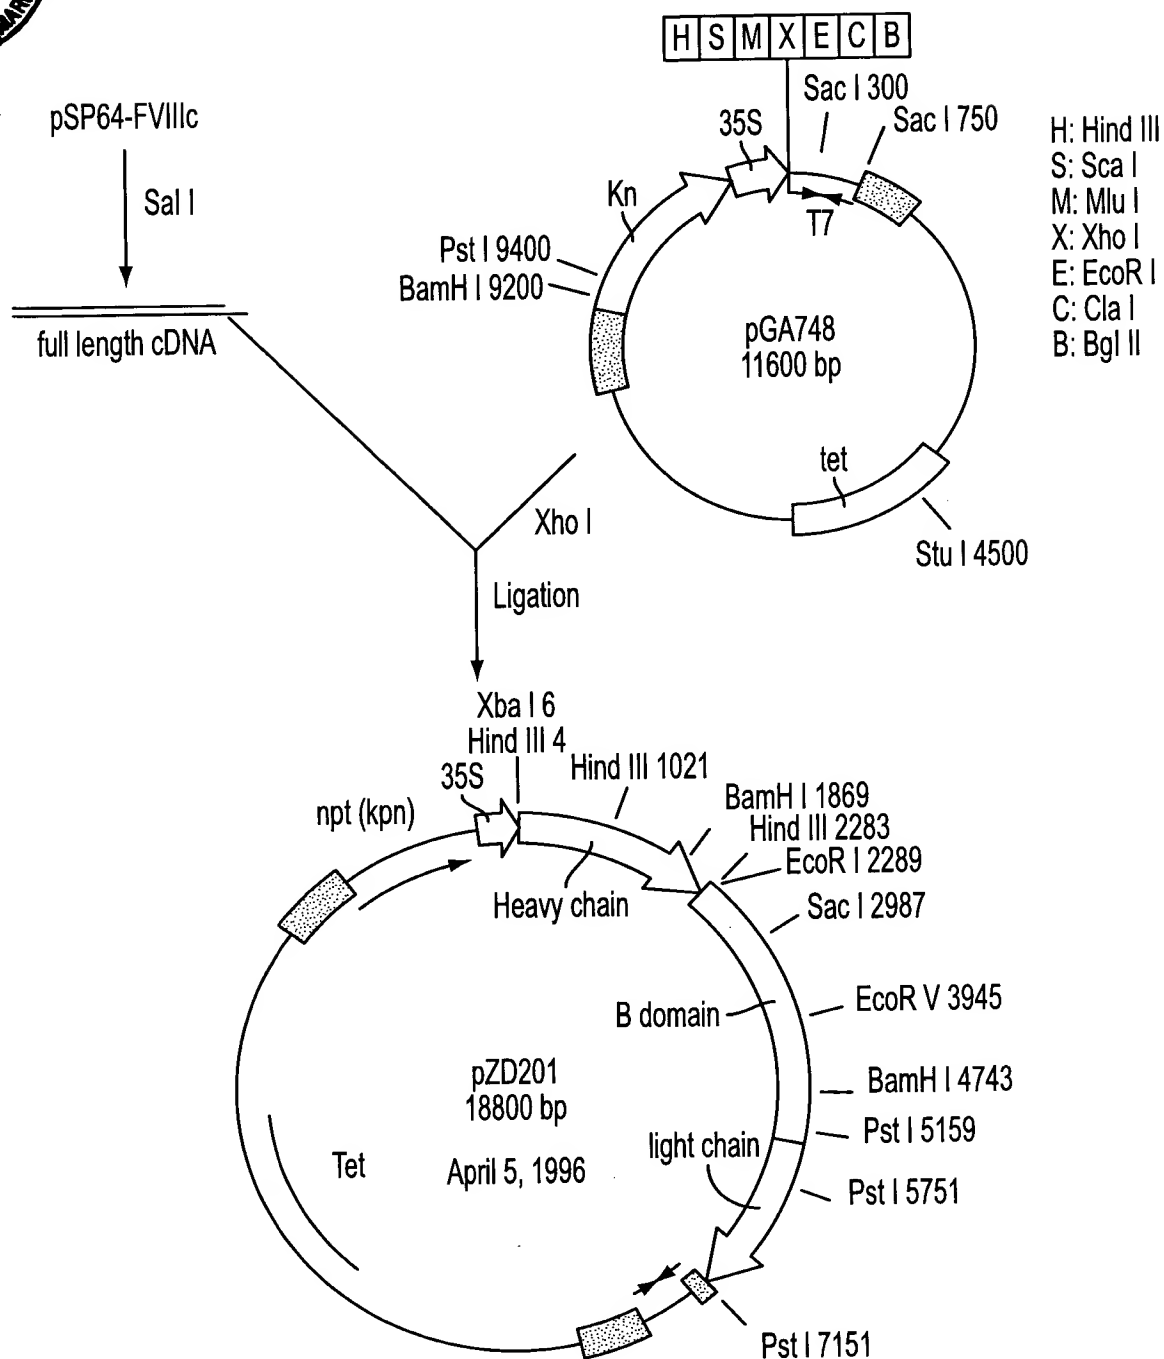 H S M X E C B
pSP64-FVIIIc
Sal I
full length cDNA
35S
Sac I 300
Sac I 750
Kn
T7
Pst I 9400
BamH I 9200
pGA748
11600 bp
tet
Stu I 4500
H: Hind III
S: Sca I
M: Mlu I
X: Xho I
E: EcoR I
C: Cla I
B: Bgl II
Xho I
Ligation
Xba I 6
Hind III 4
35S
Hind III 1021
npt (kpn)
BamH I 1869
Hind III 2283
EcoR I 2289
Heavy chain
Sac I 2987
B domain
EcoR V 3945
pZD201
18800 bp
BamH I 4743
Pst I 5159
light chain
Tet
April 5, 1996
Pst I 5751
Pst I 7151